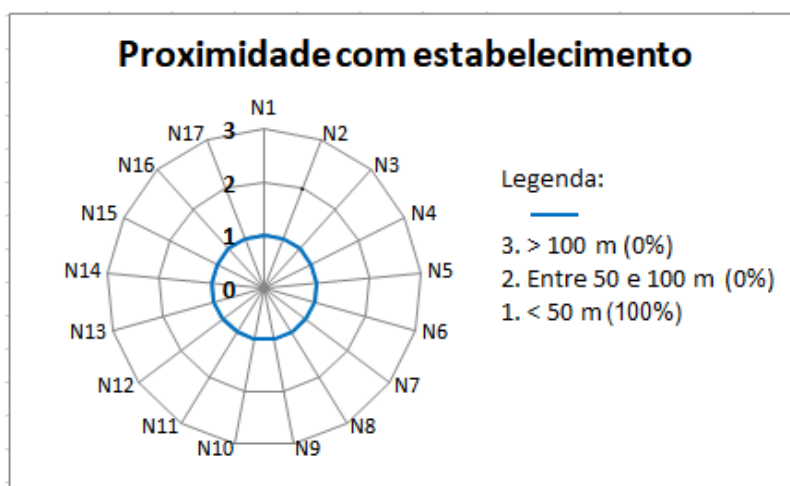 Proximidade com estabelecimento
N1
N2
N3
N4
N5
N6
N7
N8
N9
N10
N11
N12
N13
N14
N15
N16
N17
3
2
1
0
Legenda:
3. > 100 m (0%)
2. Entre 50 e 100 m (0%)
1. < 50 m (100%)